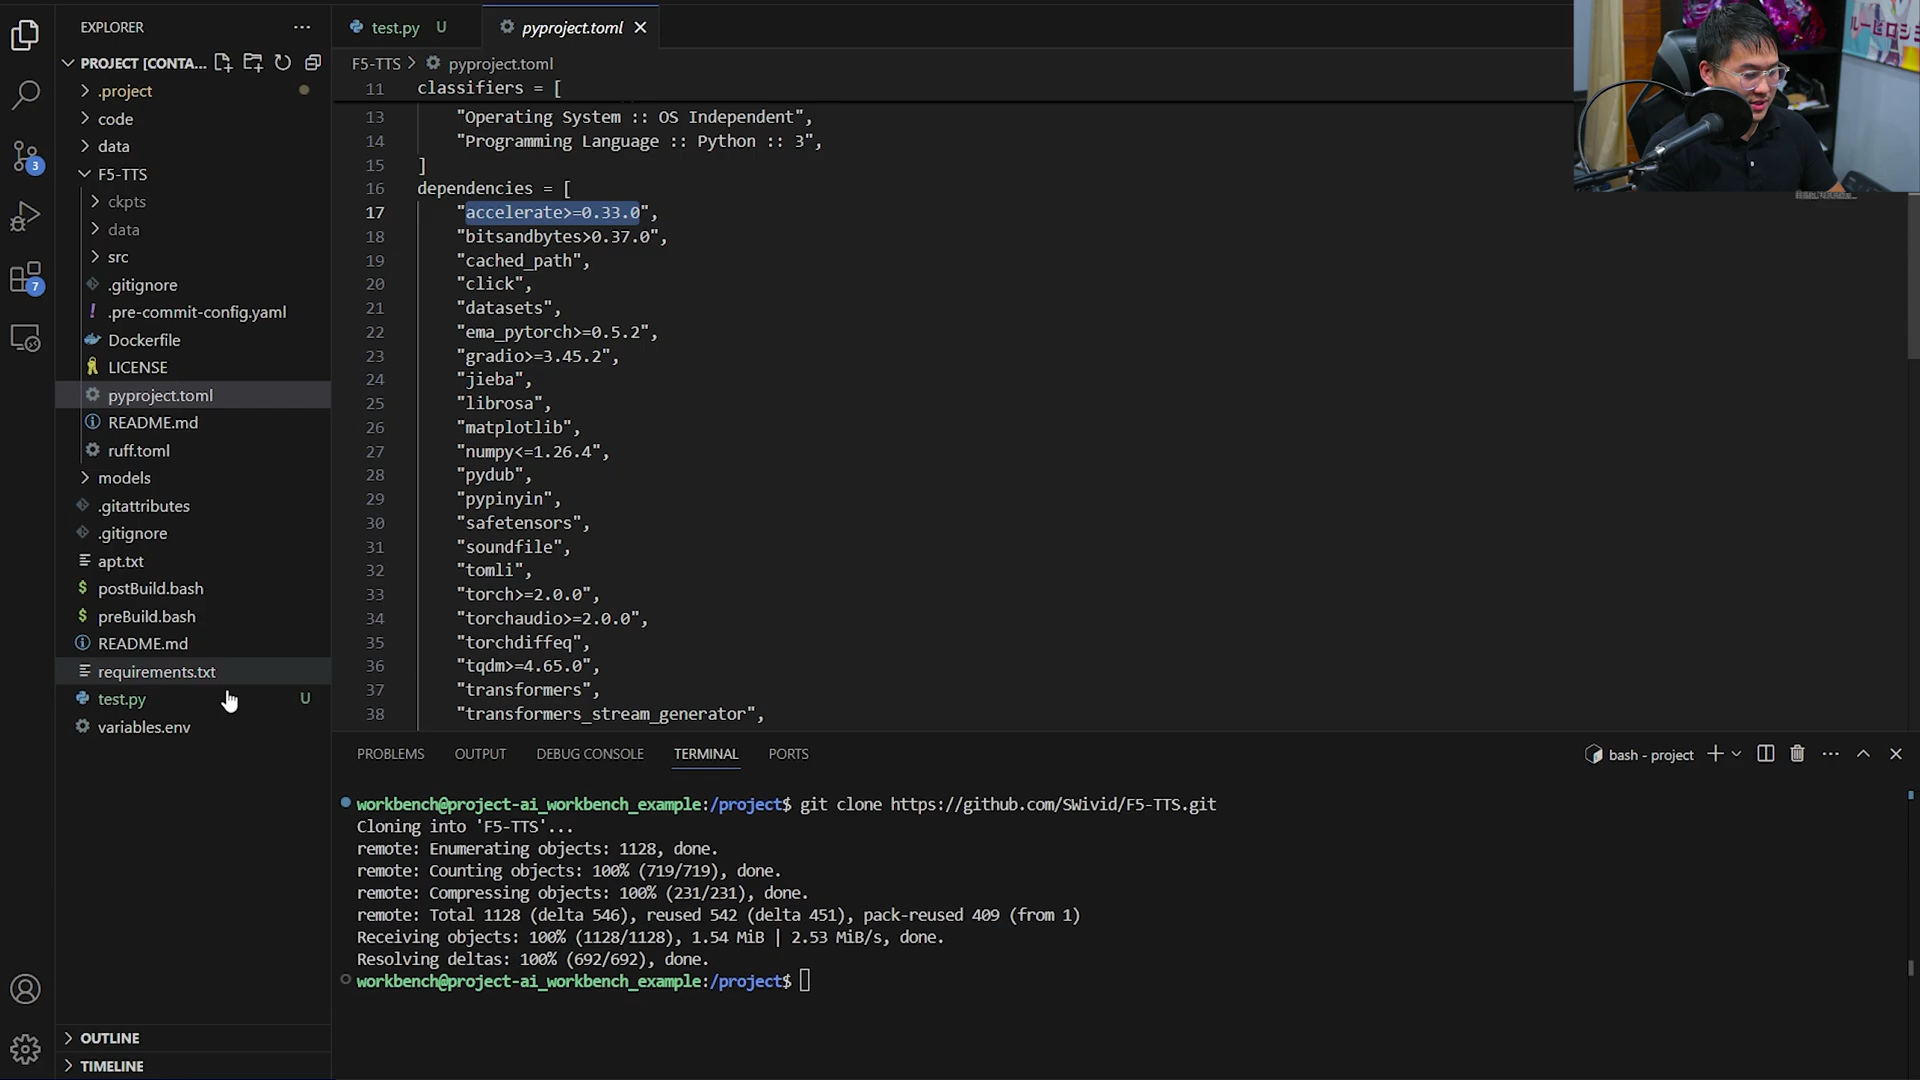 EXPLORER
PROJECT [CONTA...
.project
code
data
F5-TTS
ckpts
data
src
.gitignore
.pre-commit-config.yaml
Dockerfile
LICENSE
pyproject.toml
README.md
ruff.toml
models
.gitattributes
.gitignore
apt.txt
postBuild.bash
preBuild.bash
README.md
requirements.txt
test.py U
variables.env
OUTLINE
TIMELINE
3
7
test.py U
pyproject.toml
F5-TTS > pyproject.toml
11 classifiers = [
13 "Operating System :: OS Independent",
14 "Programming Language :: Python :: 3",
15 ]
16 dependencies = [
17 "accelerate>=0.33.0",
18 "bitsandbytes>0.37.0",
19 "cached_path",
20 "click",
21 "datasets",
22 "ema_pytorch>=0.5.2",
23 "gradio>=3.45.2",
24 "jieba",
25 "librosa",
26 "matplotlib",
27 "numpy<=1.26.4",
28 "pydub",
29 "pypinyin",
30 "safetensors",
31 "soundfile",
32 "tomli",
33 "torch>=2.0.0",
34 "torchaudio>=2.0.0",
35 "torchdiffeq",
36 "tqdm>=4.65.0",
37 "transformers",
38 "transformers_stream_generator",
PROBLEMS OUTPUT DEBUG CONSOLE TERMINAL PORTS
bash - project
workbench@project-ai_workbench_example:/project$ git clone https://github.com/SWivid/F5-TTS.git
Cloning into 'F5-TTS'...
remote: Enumerating objects: 1128, done.
remote: Counting objects: 100% (719/719), done.
remote: Compressing objects: 100% (231/231), done.
remote: Total 1128 (delta 546), reused 542 (delta 451), pack-reused 409 (from 1)
Receiving objects: 100% (1128/1128), 1.54 MiB | 2.53 MiB/s, done.
Resolving deltas: 100% (692/692), done.
workbench@project-ai_workbench_example:/project$